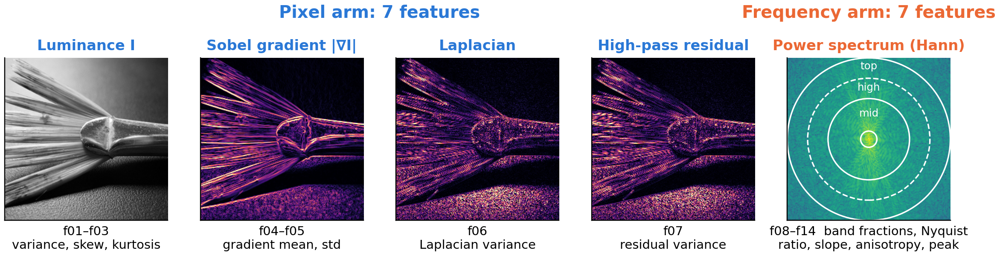 Pixel arm: 7 features
Frequency arm: 7 features
Luminance I
Sobel gradient |∇I|
Laplacian
High-pass residual
Power spectrum (Hann)
top
high
mid
f01–f03
variance, skew, kurtosis
f04–f05
gradient mean, std
f06
Laplacian variance
f07
residual variance
f08–f14  band fractions, Nyquist
ratio, slope, anisotropy, peak